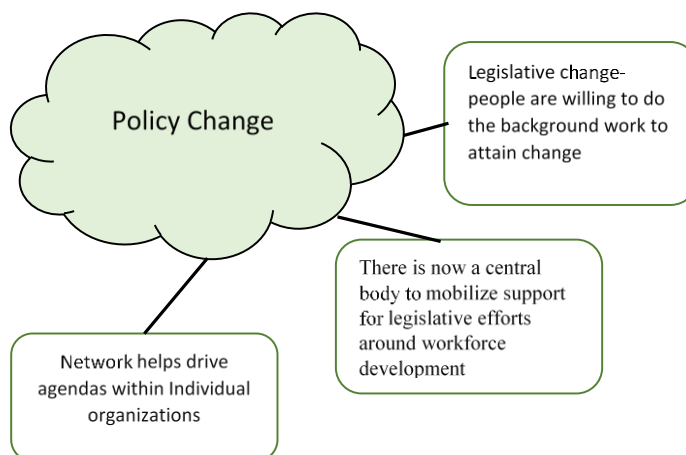 Policy Change
Legislative change-
people are willing to do
the background work to
attain change
There is now a central
body to mobilize support
for legislative efforts
around workforce
development
Network helps drive
agendas within Individual
organizations